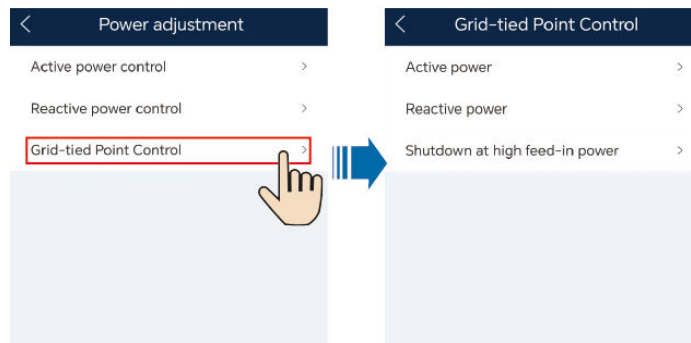 Power adjustment
Active power control
Reactive power control
Grid-tied Point Control
Grid-tied Point Control
Active power
Reactive power
Shutdown at high feed-in power